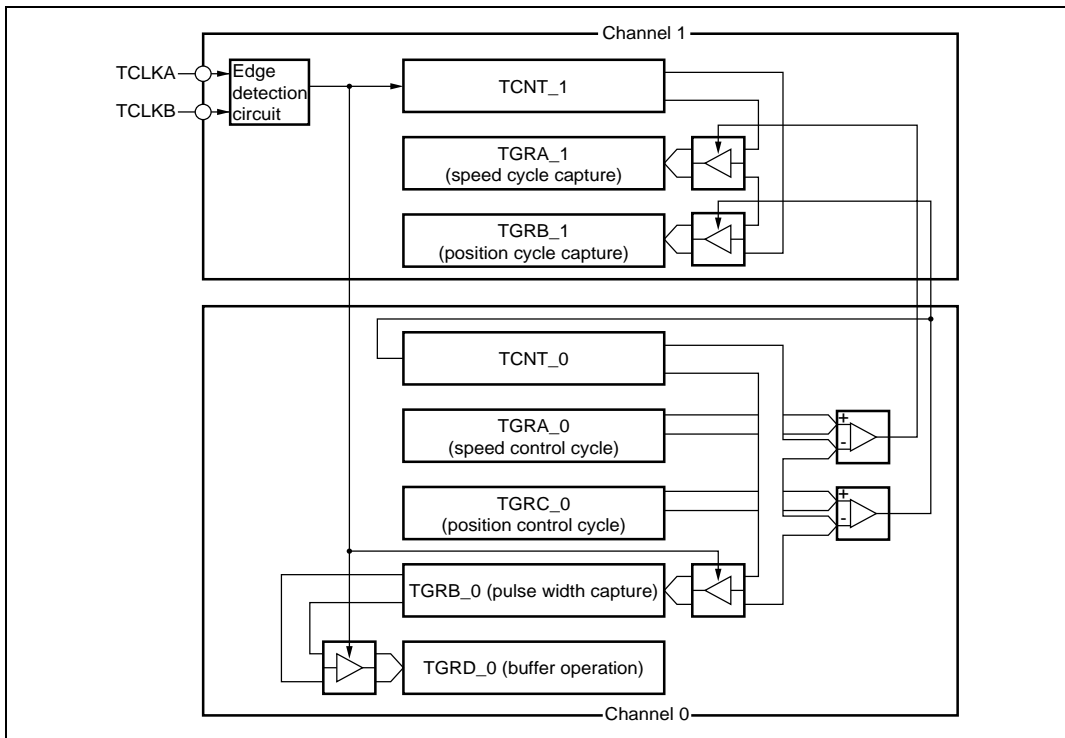 Channel 1
TCLKA
TCLKB
Edge
detection
circuit
TCNT_1
TGRA_1
(speed cycle capture)
TGRB_1
(position cycle capture)
TCNT_0
TGRA_0
(speed control cycle)
+
-
TGRC_0
(position control cycle)
+
-
TGRB_0 (pulse width capture)
TGRD_0 (buffer operation)
Channel 0